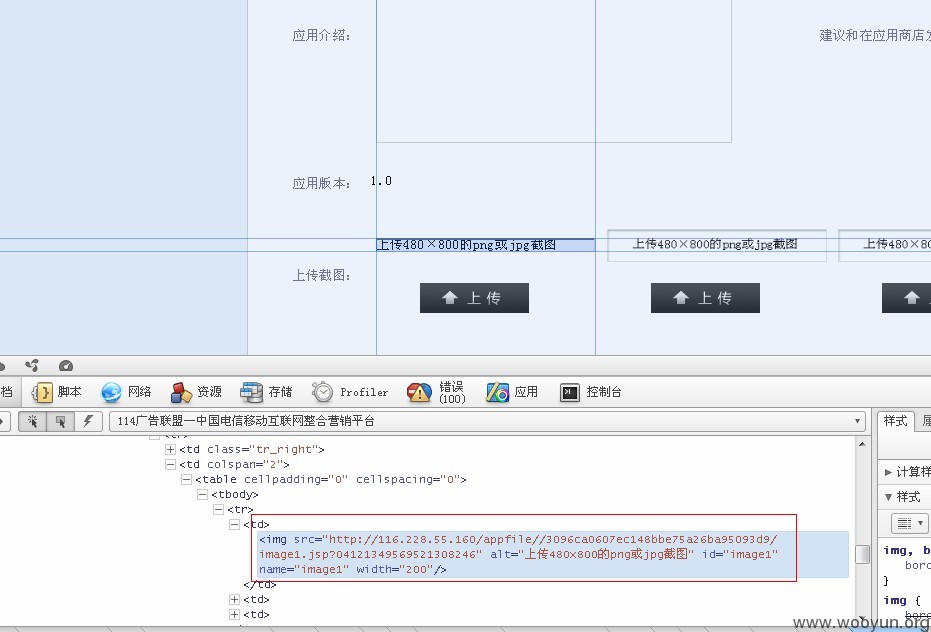 应用介绍：
建议和在应用商店发
应用版本：
1.0
上传480×800的png或jpg截图
上传480×800的png或jpg截图
上传480×80
上传截图：
上传
上传
档
脚本
网络
资源
存储
Profiler
错误
(100)
应用
控制台
114广告联盟—中国电信移动互联网整合营销平台
样式
<td class="tr_right">
<td colspan="2">
<table cellpadding="0" cellspacing="0">
<tbody>
<tr>
<td>
<img src="http://116.228.55.160/appfile//3096ca0607ec148bbe75a26ba95093d9/
image1.jsp?04121349569521308246" alt="上传480x800的png或jpg截图" id="image1"
name="image1" width="200"/>
</td>
<td>
<td>
计算样
样式
img, b
borc
}
img {
borc
www.wooyun.org